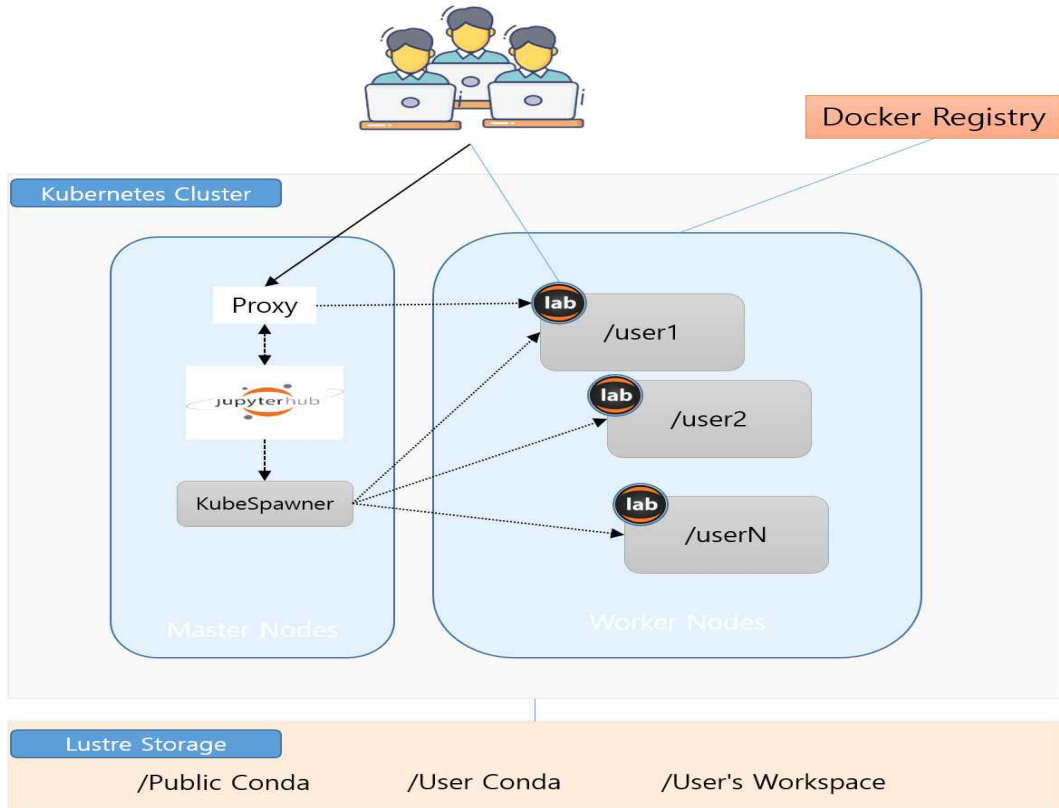 Docker Registry
Kubernetes Cluster
Proxy
lab
/user1
jupyterhub
lab
/user2
KubeSpawner
lab
/userN
Master Nodes
Worker Nodes
Lustre Storage
/Public Conda
/User Conda
/User's Workspace